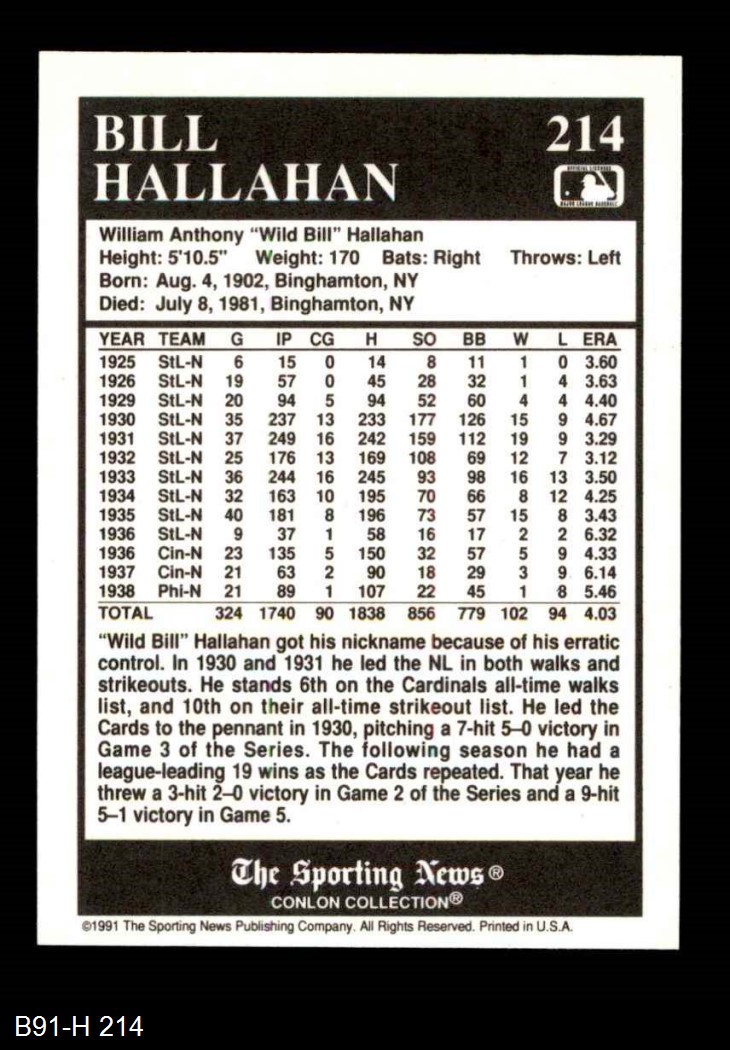 BILL
HALLAHAN
214
OFFICIAL LICENSEE
MAJOR LEAGUE BASEBALL
William Anthony “Wild Bill” Hallahan
Height: 5'10.5" Weight: 170 Bats: Right Throws: Left
Born: Aug. 4, 1902, Binghamton, NY
Died: July 8, 1981, Binghamton, NY
YEAR TEAM G IP CG H SO BB W L ERA
1925 StL-N 6 15 0 14 8 11 1 0 3.60
1926 StL-N 19 57 0 45 28 32 1 4 3.63
1929 StL-N 20 94 5 94 52 60 4 4 4.40
1930 StL-N 35 237 13 233 177 126 15 9 4.67
1931 StL-N 37 249 16 242 159 112 19 9 3.29
1932 StL-N 25 176 13 169 108 69 12 7 3.12
1933 StL-N 36 244 16 245 93 98 16 13 3.50
1934 StL-N 32 163 10 195 70 66 8 12 4.25
1935 StL-N 40 181 8 196 73 57 15 8 3.43
1936 StL-N 9 37 1 58 16 17 2 2 6.32
1936 Cin-N 23 135 5 150 32 57 5 9 4.33
1937 Cin-N 21 63 2 90 18 29 3 9 6.14
1938 Phi-N 21 89 1 107 22 45 1 8 5.46
TOTAL 324 1740 90 1838 856 779 102 94 4.03
“Wild Bill” Hallahan got his nickname because of his erratic
control. In 1930 and 1931 he led the NL in both walks and
strikeouts. He stands 6th on the Cardinals all-time walks
list, and 10th on their all-time strikeout list. He led the
Cards to the pennant in 1930, pitching a 7-hit 5–0 victory in
Game 3 of the Series. The following season he had a
league-leading 19 wins as the Cards repeated. That year he
threw a 3-hit 2–0 victory in Game 2 of the Series and a 9-hit
5–1 victory in Game 5.
The Sporting News®
CONLON COLLECTION®
©1991 The Sporting News Publishing Company. All Rights Reserved. Printed in U.S.A.
B91-H 214